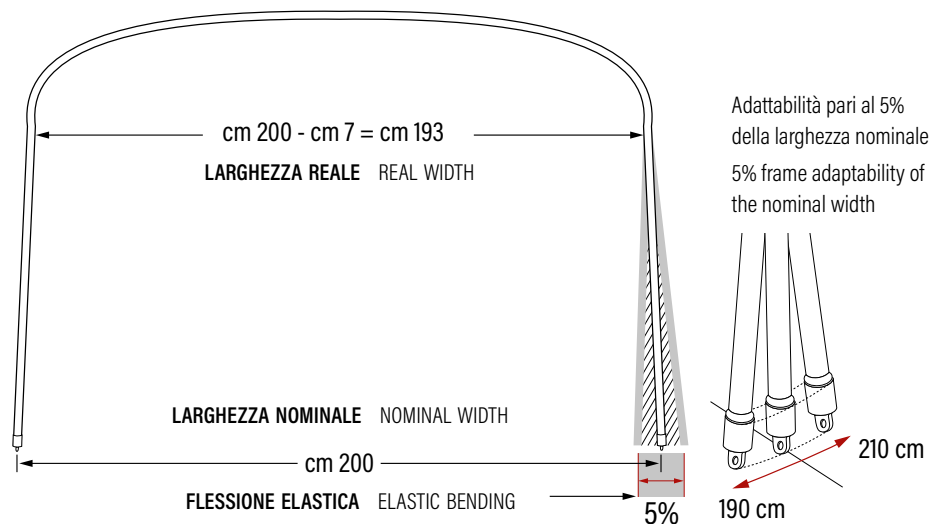 cm 200 - cm 7 = cm 193
LARGHEZZA REALE REAL WIDTH
Adattabilità pari al 5%
della larghezza nominale
5% frame adaptability of
the nominal width
LARGHEZZA NOMINALE NOMINAL WIDTH
cm 200
FLESSIONE ELASTICA ELASTIC BENDING
5%
210 cm
190 cm